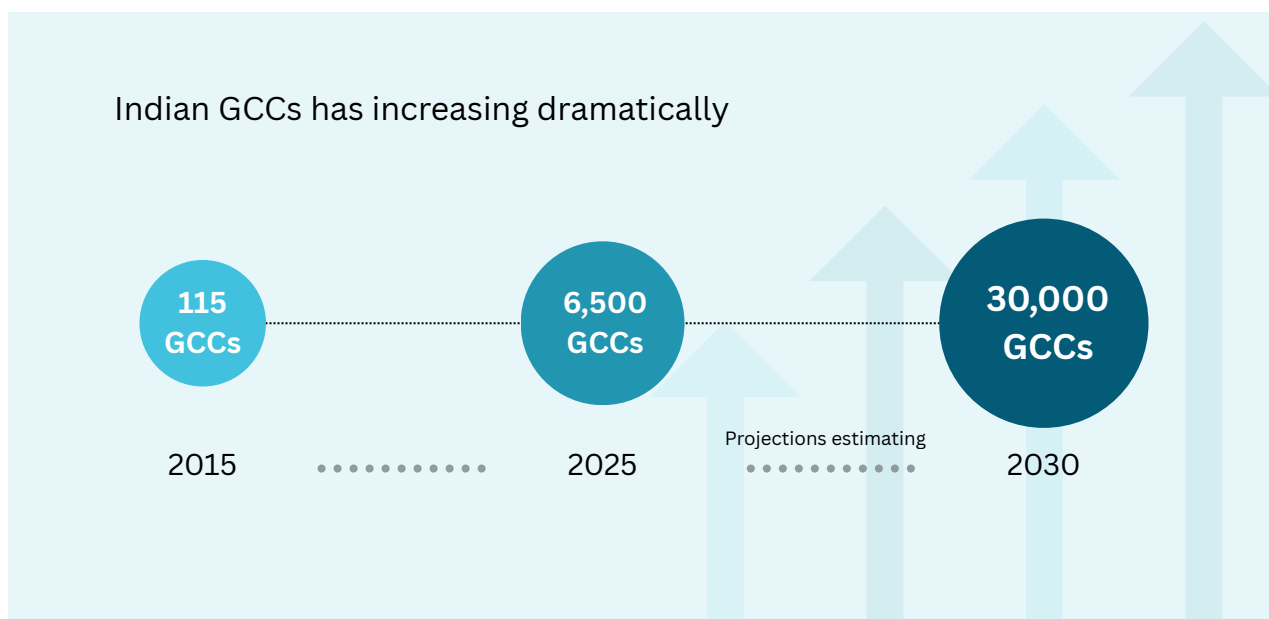 Indian GCCs has increasing dramatically
115
GCCs
6,500
GCCs
30,000
GCCs
Projections estimating
2015
2025
2030